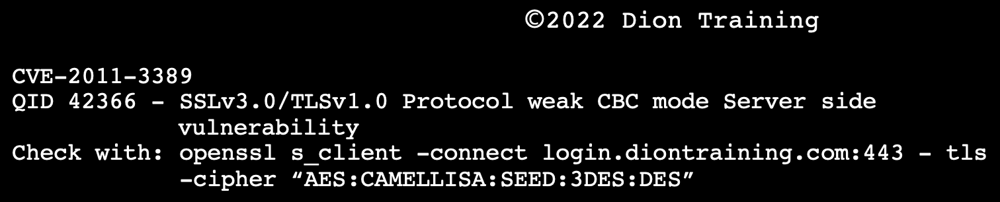 ©2022 Dion Training
CVE-2011-3389
QID 42366 - SSLv3.0/TLSv1.0 Protocol weak CBC mode Server side
vulnerability
Check with: openssl s_client -connect login.diontraining.com:443 - tls
-cipher “AES:CAMELLISA:SEED:3DES:DES”